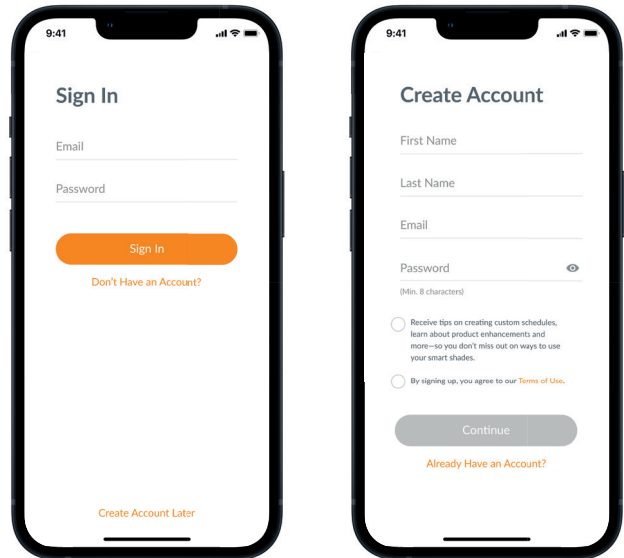 9:41
Sign In
Email
Password
Sign In
Don't Have an Account?
Create Account Later
9:41
Create Account
First Name
Last Name
Email
Password
(Min. 8 characters)
Receive tips on creating custom schedules,
learn about product enhancements and
more—so you don't miss out on ways to use
your smart shades.
By signing up, you agree to our Terms of Use.
Continue
Already Have an Account?